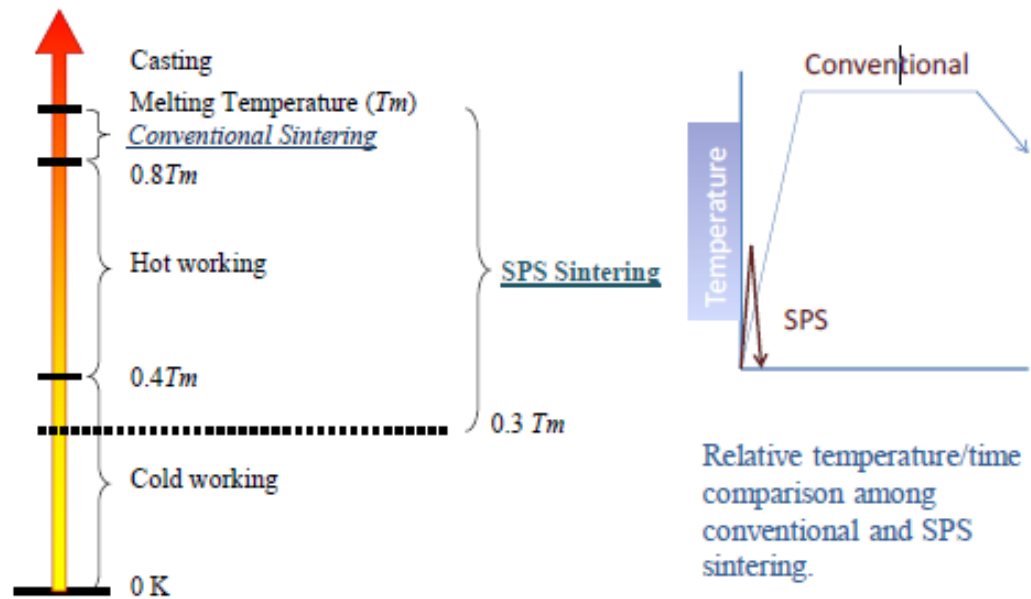 Casting
Melting Temperature (Tm)
Conventional Sintering
0.8Tm
Hot working
SPS Sintering
0.4Tm
0.3 Tm
Cold working
0 K
Conventional
Temperature
SPS
Relative temperature/time
comparison among
conventional and SPS
sintering.